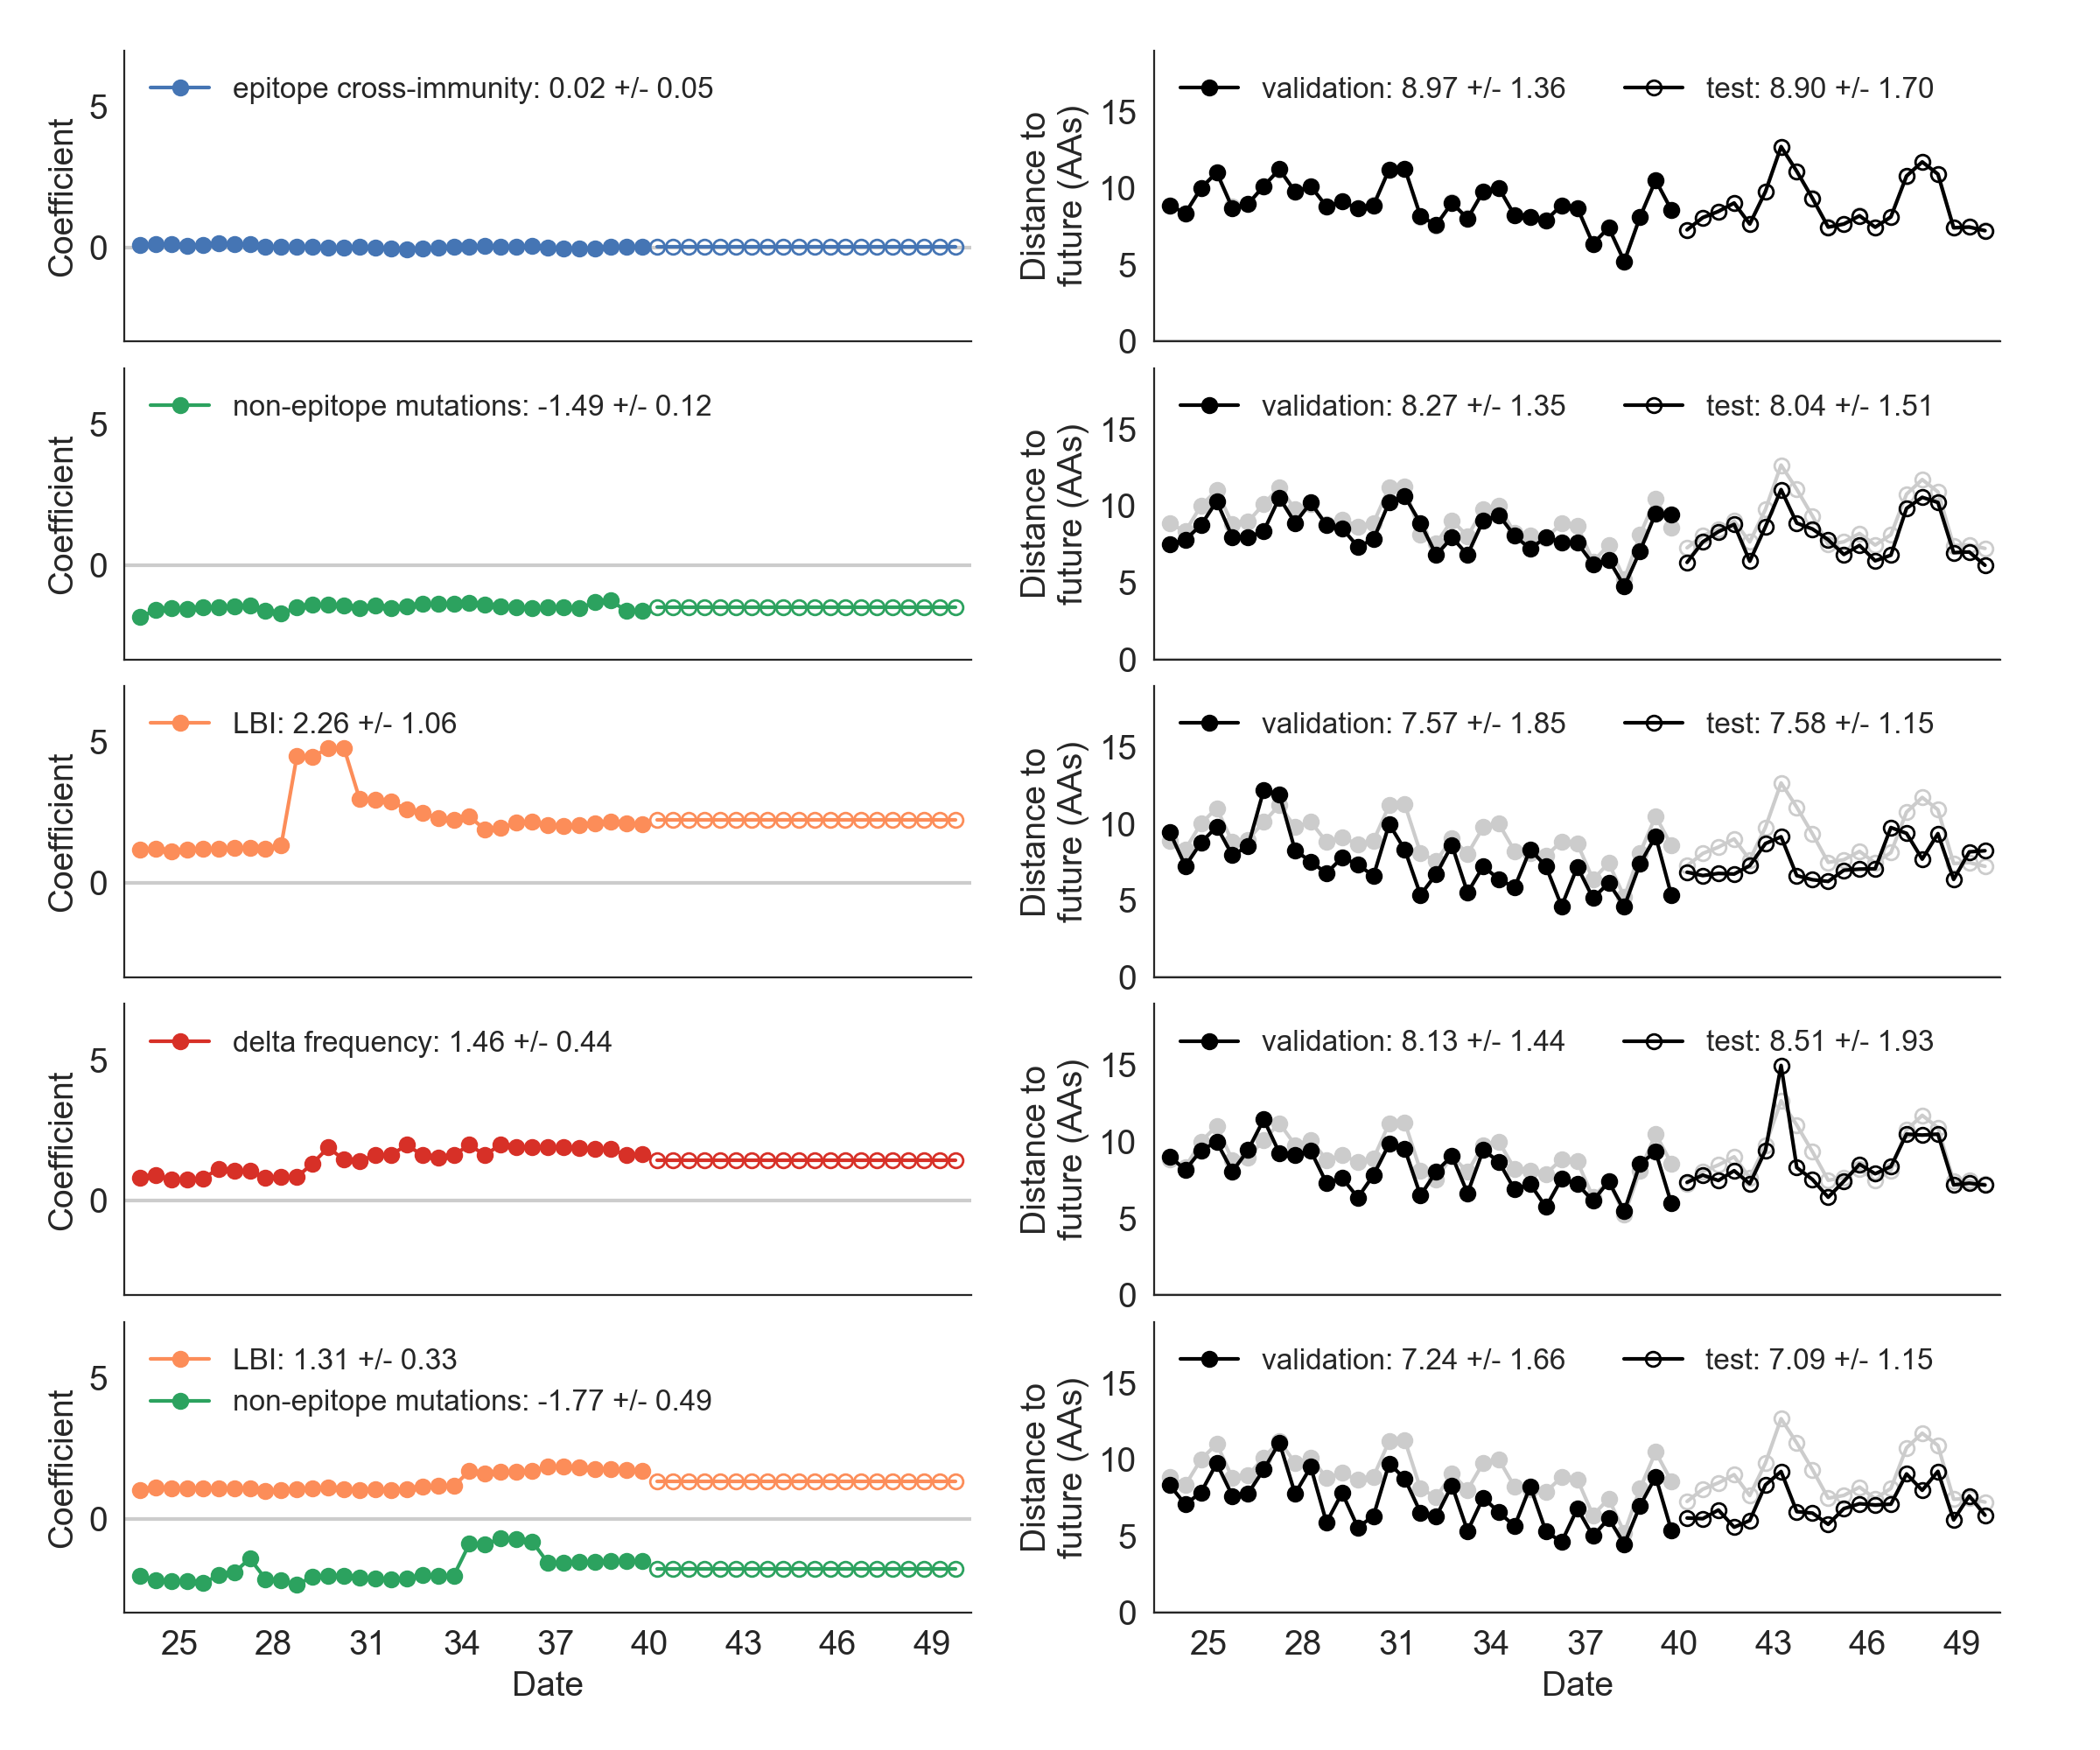 epitope cross-immunity: 0.02 +/- 0.05
Coefficient
5
0
validation: 8.97 +/- 1.36
test: 8.90 +/- 1.70
Distance to
future (AAs)
15
10
5
0
non-epitope mutations: -1.49 +/- 0.12
Coefficient
5
0
validation: 8.27 +/- 1.35
test: 8.04 +/- 1.51
Distance to
future (AAs)
15
10
5
0
LBI: 2.26 +/- 1.06
Coefficient
5
0
validation: 7.57 +/- 1.85
test: 7.58 +/- 1.15
Distance to
future (AAs)
15
10
5
0
delta frequency: 1.46 +/- 0.44
Coefficient
5
0
validation: 8.13 +/- 1.44
test: 8.51 +/- 1.93
Distance to
future (AAs)
15
10
5
0
LBI: 1.31 +/- 0.33
non-epitope mutations: -1.77 +/- 0.49
Coefficient
5
0
25 28 31 34 37 40 43 46 49
Date
validation: 7.24 +/- 1.66
test: 7.09 +/- 1.15
Distance to
future (AAs)
15
10
5
0
25 28 31 34 37 40 43 46 49
Date